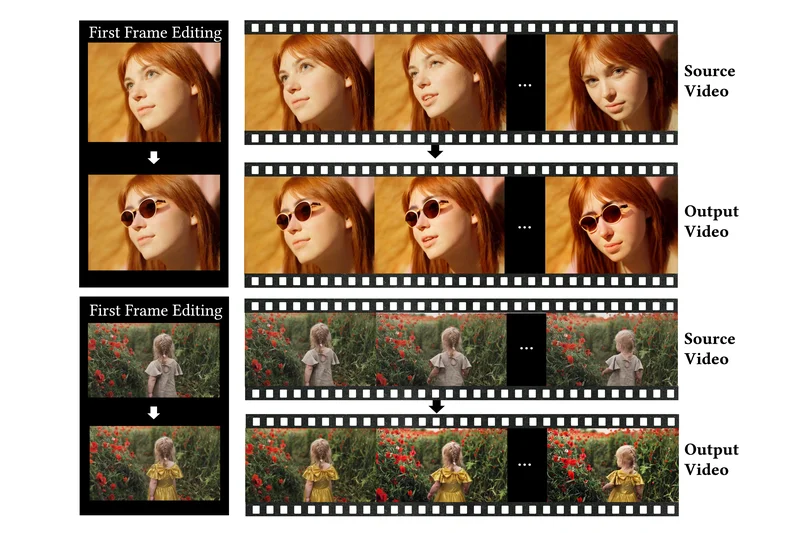 First Frame Editing
Source
Video
...
Output
Video
...
First Frame Editing
Source
Video
...
Output
Video
...